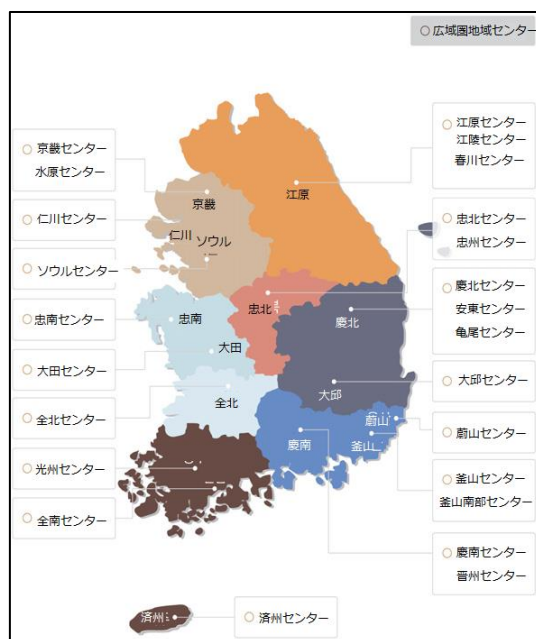 広域圏地域センター
京畿センター
水原センター
仁川センター
ソウルセンター
忠南センター
大田センター
全北センター
光州センター
全南センター
江原センター
江陵センター
春川センター
忠北センター
忠州センター
慶北センター
安東センター
亀尾センター
大邱センター
蔚山センター
釜山センター
釜山南部センター
慶南センター
晋州センター
済州センター
江原
京畿
仁川
ソウル
忠北
忠南
慶北
大田
大邱
全北
蔚山
慶南
釜山
済州